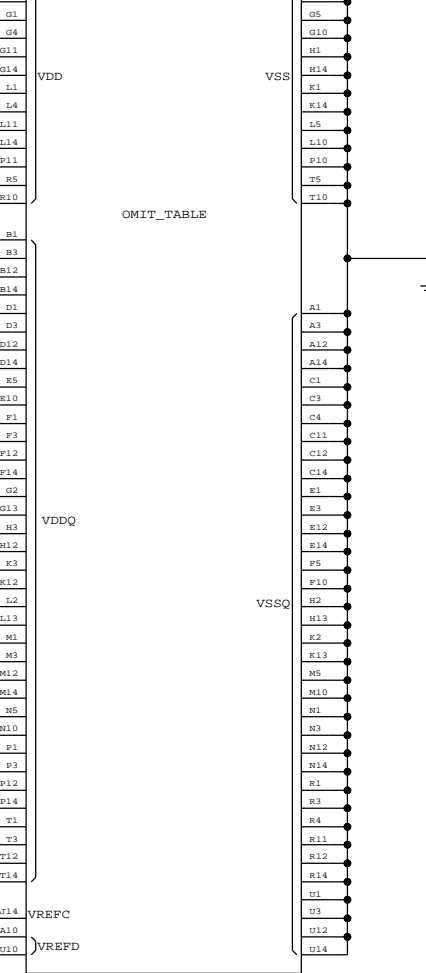 G1
G4
G11
G14
L1
L4
L11
L14
P11
R5
R10
VDD
VSS
G5
G10
H1
H14
K1
K14
L5
L10
P10
T5
T10
OMIT_TABLE
B1
B3
B12
B14
D1
D3
D12
D14
E5
E10
F1
F3
F12
F14
G2
G13
H3
H12
K3
K12
L2
L13
M1
M3
M12
M14
N5
N10
P1
P3
P12
P14
T1
T3
T12
T14
VDDQ
VSSQ
A1
A3
A12
A14
C1
C3
C4
C11
C12
C14
E1
E3
E12
E14
F5
F10
H2
H13
K2
K13
M5
M10
N1
N3
N12
N14
R1
R3
R4
R11
R12
R14
U1
U3
U12
U14
J14
VREFC
A10
U10
VREFD